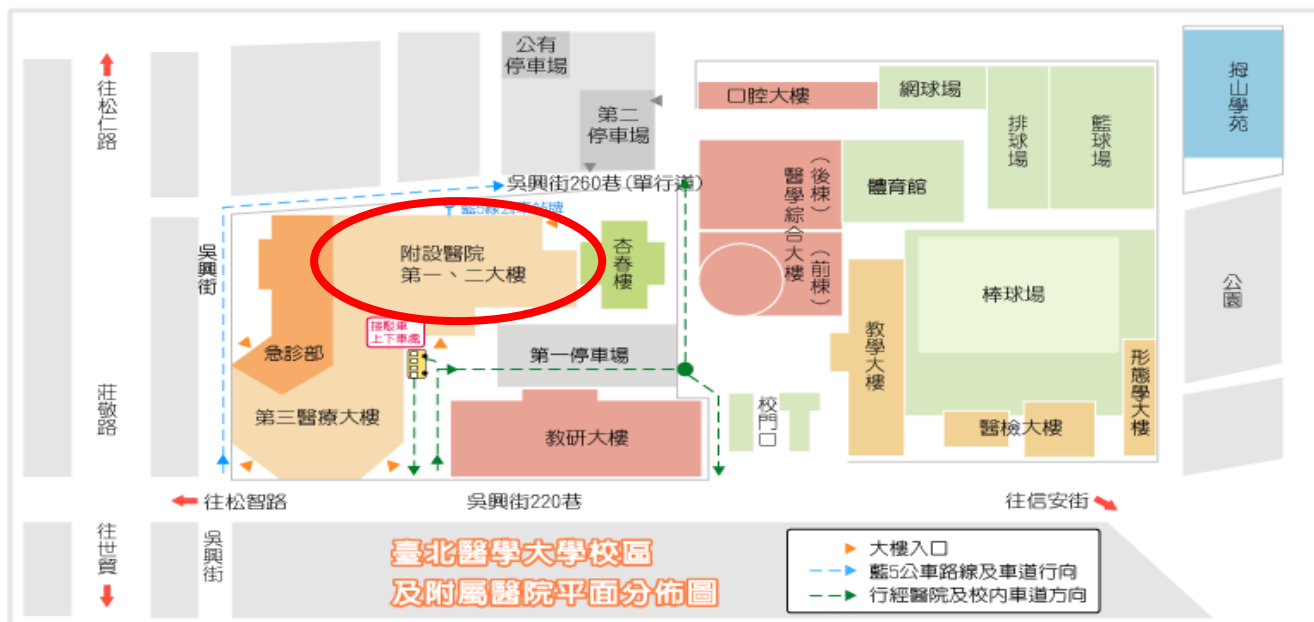 公有
停車場
第二
停車場
往松仁路
口腔大樓
網球場
排球場
籃球場
拇山學苑
吳興街260巷(單行道)
藍5線公車站牌
醫學綜合大樓
(後棟)
(前棟)
體育館
吳興街
附設醫院
第一、二大樓
杏春樓
棒球場
公園
接駁車
上下車處
急診部
第一停車場
教學大樓
形態學大樓
莊敬路
第三醫療大樓
教研大樓
校門口
醫檢大樓
往松智路
吳興街220巷
往信安街
往世貿
吳興街
臺北醫學大學校區
及附屬醫院平面分佈圖
大樓入口
藍5公車路線及車道行向
行經醫院及校內車道方向